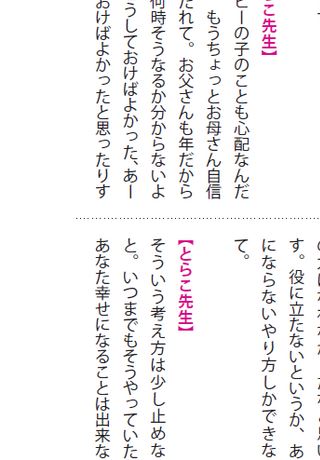 こ先生】
ビーの子のことも心配なんだ
もうちょっとお母さん自信
れて。お父さんも年だから
何時そうなるか分からないよ
うしておけばよかった、あー
おけばよかったと思ったりす
す。役に立たないというか、あ
にならないやり方しかできな
て。
【とらこ先生】
そういう考え方は少し止めな
と。いつまでもそうやっていた
あなた幸せになることは出来な